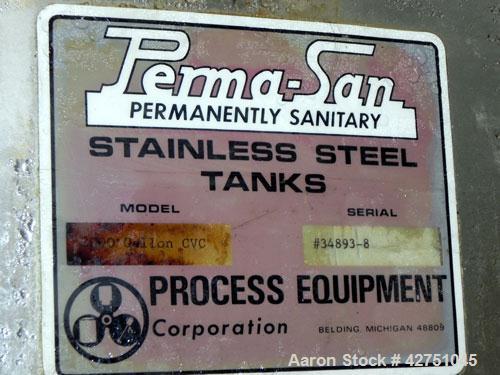 Perma-San
PERMANENTLY SANITARY
STAINLESS STEEL
TANKS
MODEL SERIAL
Gallon CVC #34893-8
PROCESS EQUIPMENT
Corporation BELDING, MICHIGAN 48809
Aaron Stock # 42751045